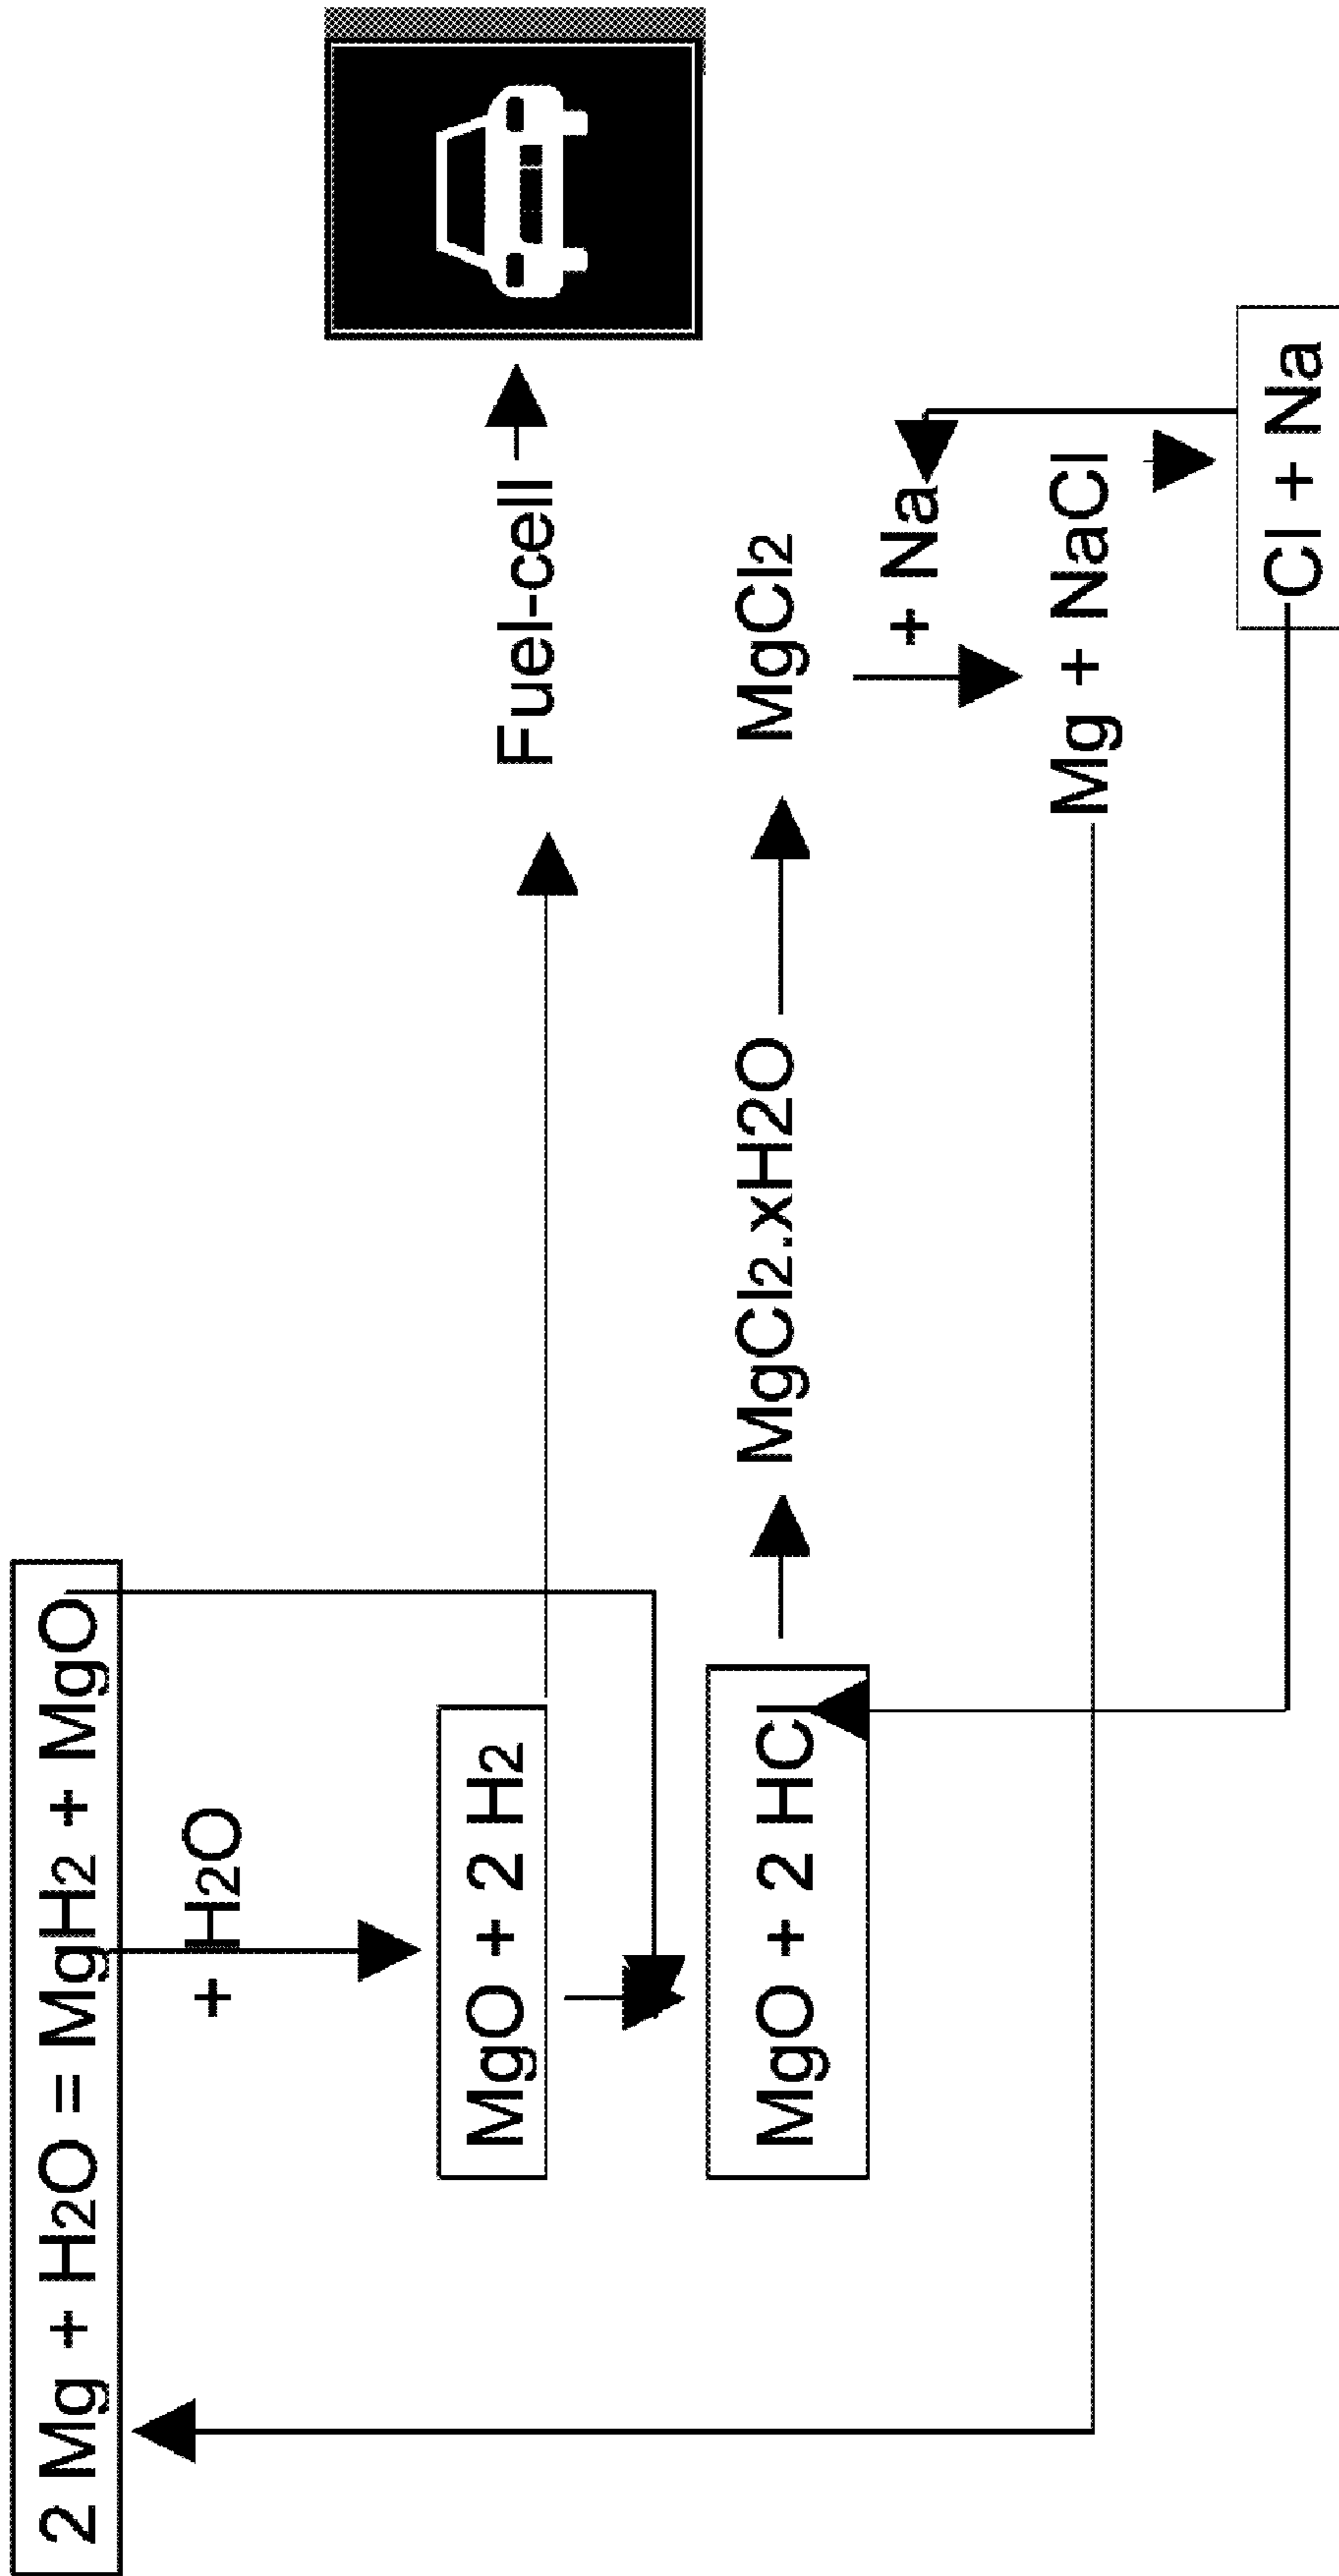 2 Mg + H2O = MgH2 + MgO
+ H2O
MgO + 2 H2
Fuel-cell
MgO + 2 HCl
MgCl2.xH2O
MgCl2
+ Na
Mg + NaCl
Cl + Na